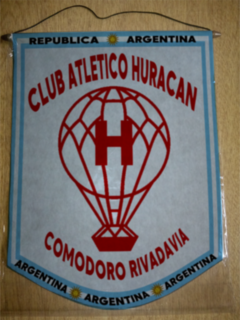 REPUBLICA ARGENTINA
CLUB ATLETICO HURACAN
H
COMODORO RIVADAVIA
ARGENTINA ARGENTINA ARGENTINA